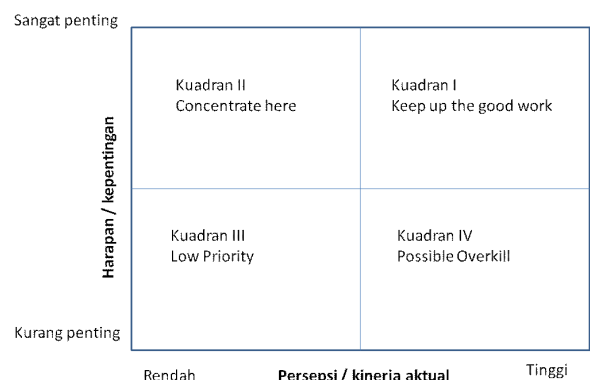 Sangat penting
Kuadran II
Concentrate here
Kuadran I
Keep up the good work
Harapan / kepentingan
Kuadran III
Low Priority
Kuadran IV
Possible Overkill
Kurang penting
Rendah
Persepsi / kinerja aktual
Tinggi